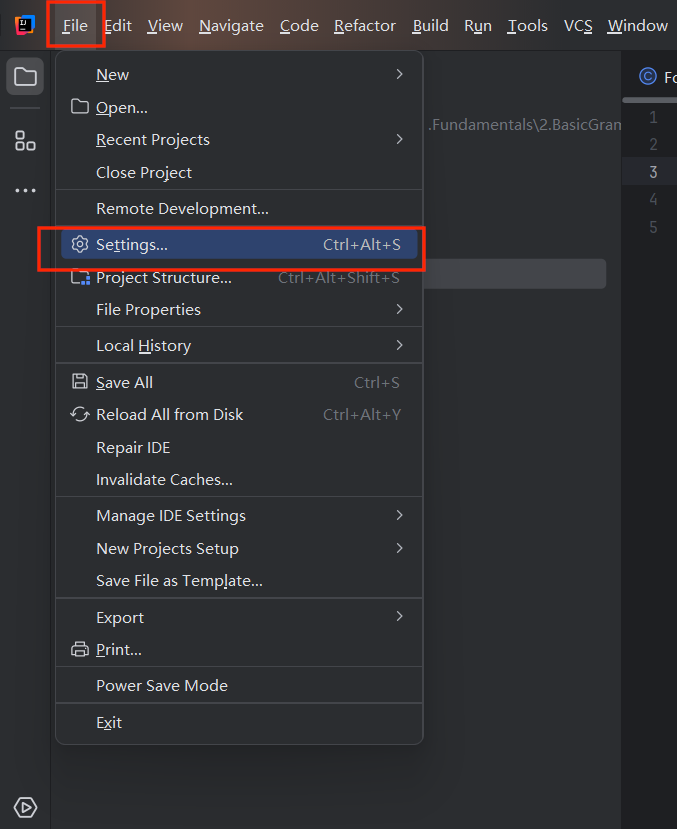 IJ
File Edit View Navigate Code Refactor Build Run Tools VCS Window
New
Open...
Recent Projects
Close Project
Remote Development...
Settings... Ctrl+Alt+S
Project Structure... Ctrl+Alt+Shift+S
File Properties
Local History
Save All Ctrl+S
Reload All from Disk Ctrl+Alt+Y
Repair IDE
Invalidate Caches...
Manage IDE Settings
New Projects Setup
Save File as Template...
Export
Print...
Power Save Mode
Exit
.Fundamentals\2.BasicGram
C Fo
1
2
3
4
5